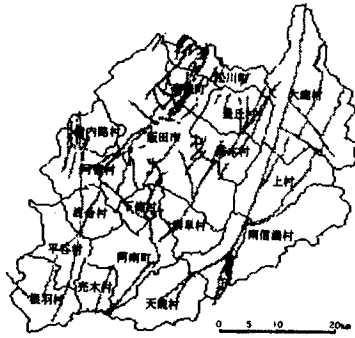 松川町
高森町
大鹿村
豊丘村
清内路村
飯田市
喬木村
阿智村
上村
下條村
浪合村
泰阜村
南信濃村
平谷村
阿南町
売木村
天龍村
根羽村
0 5 10 20km